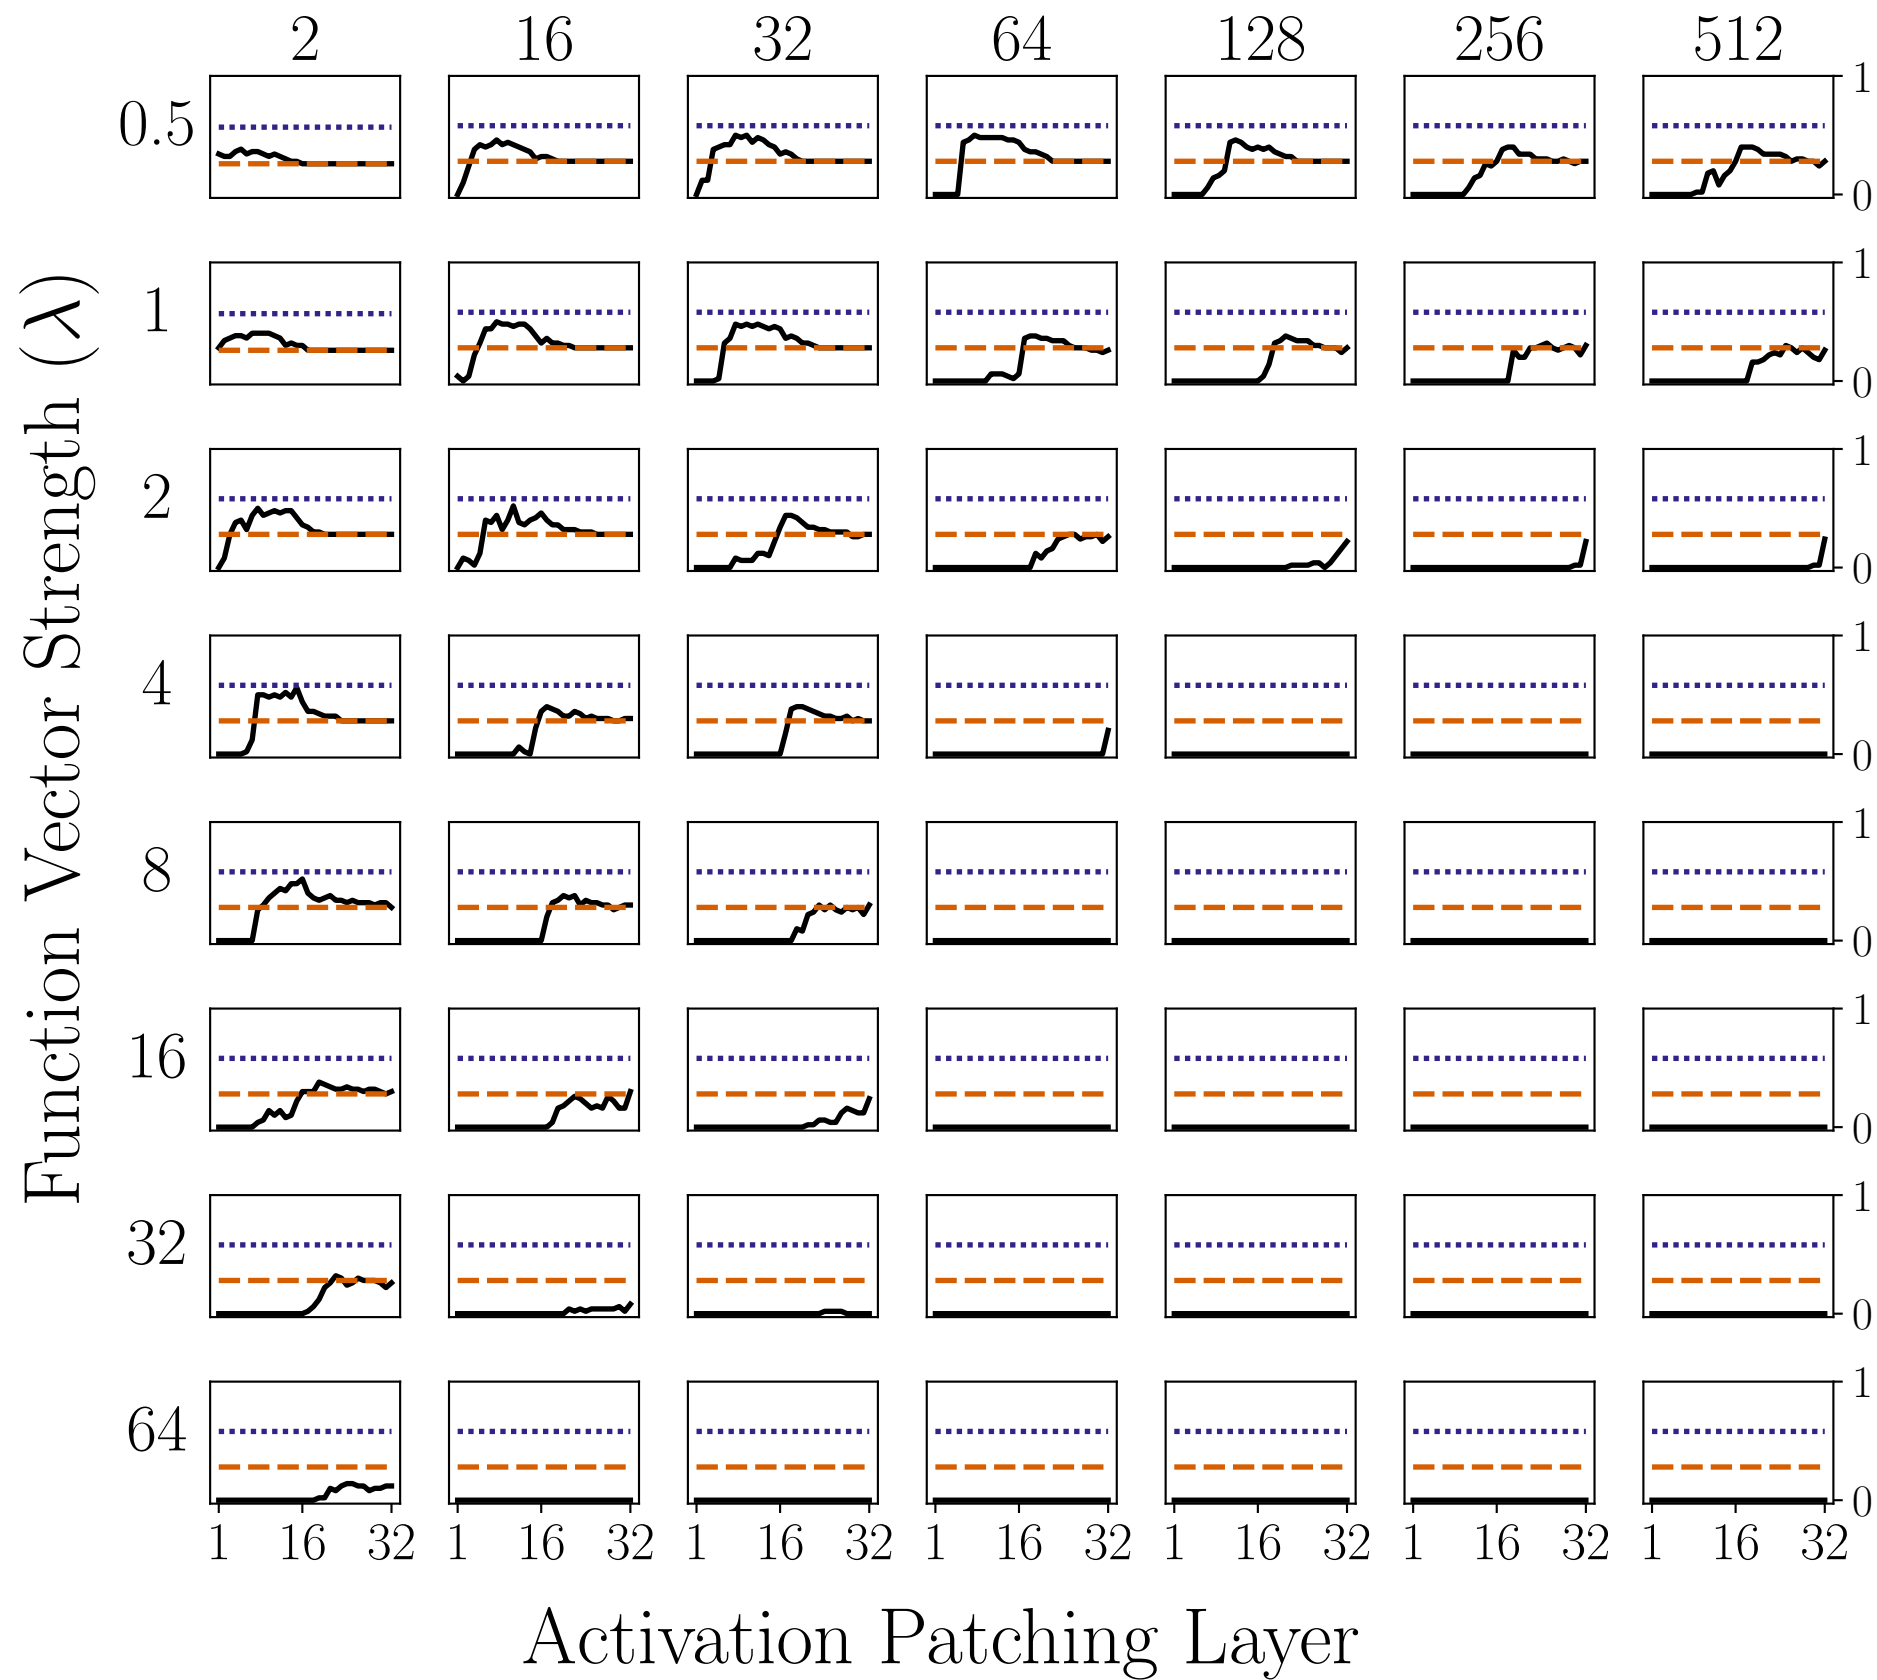 2 16 32 64 128 256 512
0.5 1 0
1 1 0
2 1 0
4 1 0
8 1 0
16 1 0
32 1 0
64 1 0
1 16 32 1 16 32 1 16 32 1 16 32 1 16 32 1 16 32 1 16 32
Function Vector Strength (λ)
Activation Patching Layer